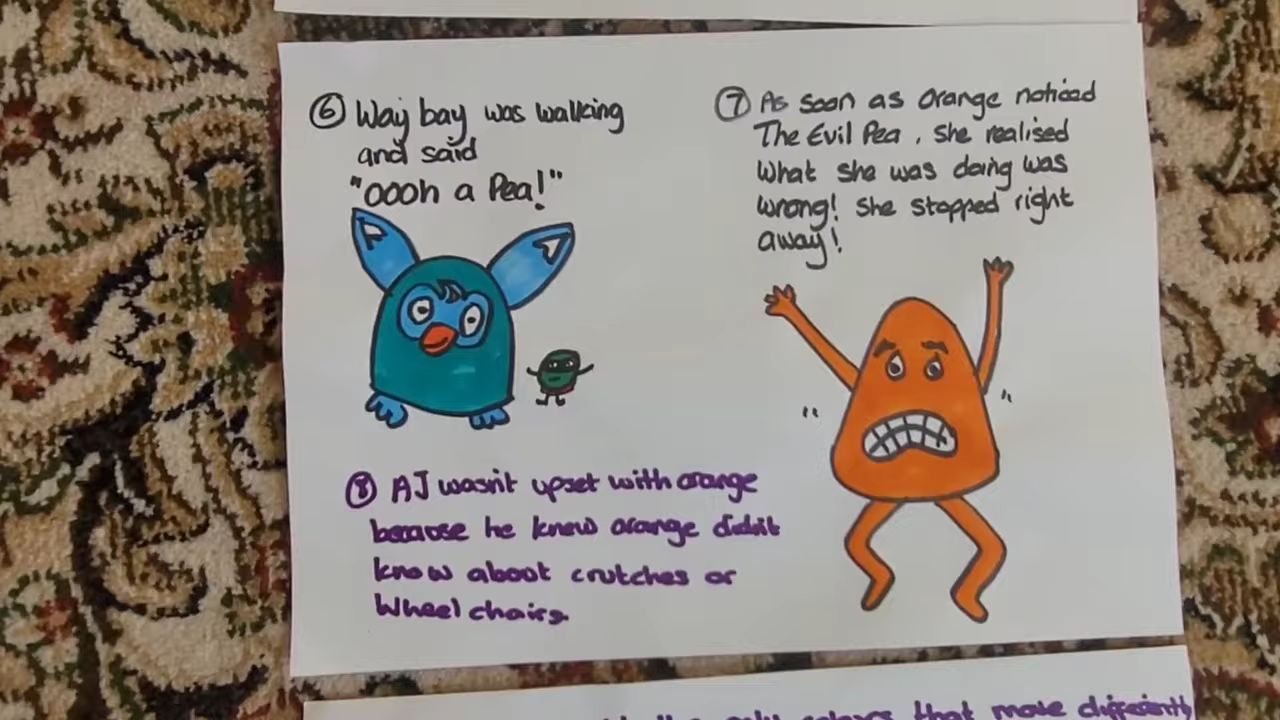 ⑥ Way bay was walking
and said
"oooh a Pea!"
⑦ As soon as orange noticed
The Evil Pea, she realised
What she was doing was
wrong! She stopped right
away!
⑧ AJ wasn't upset with orange
because he knew orange didn't
know about crutches or
Wheelchairs.
only colours that move differently